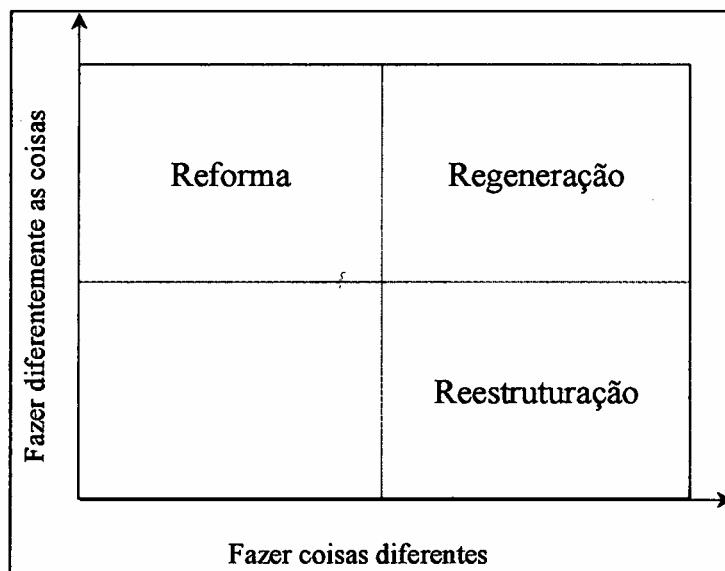 Fazer diferentemente as coisas
Reforma
Regeneração
Reestruturação
Fazer coisas diferentes